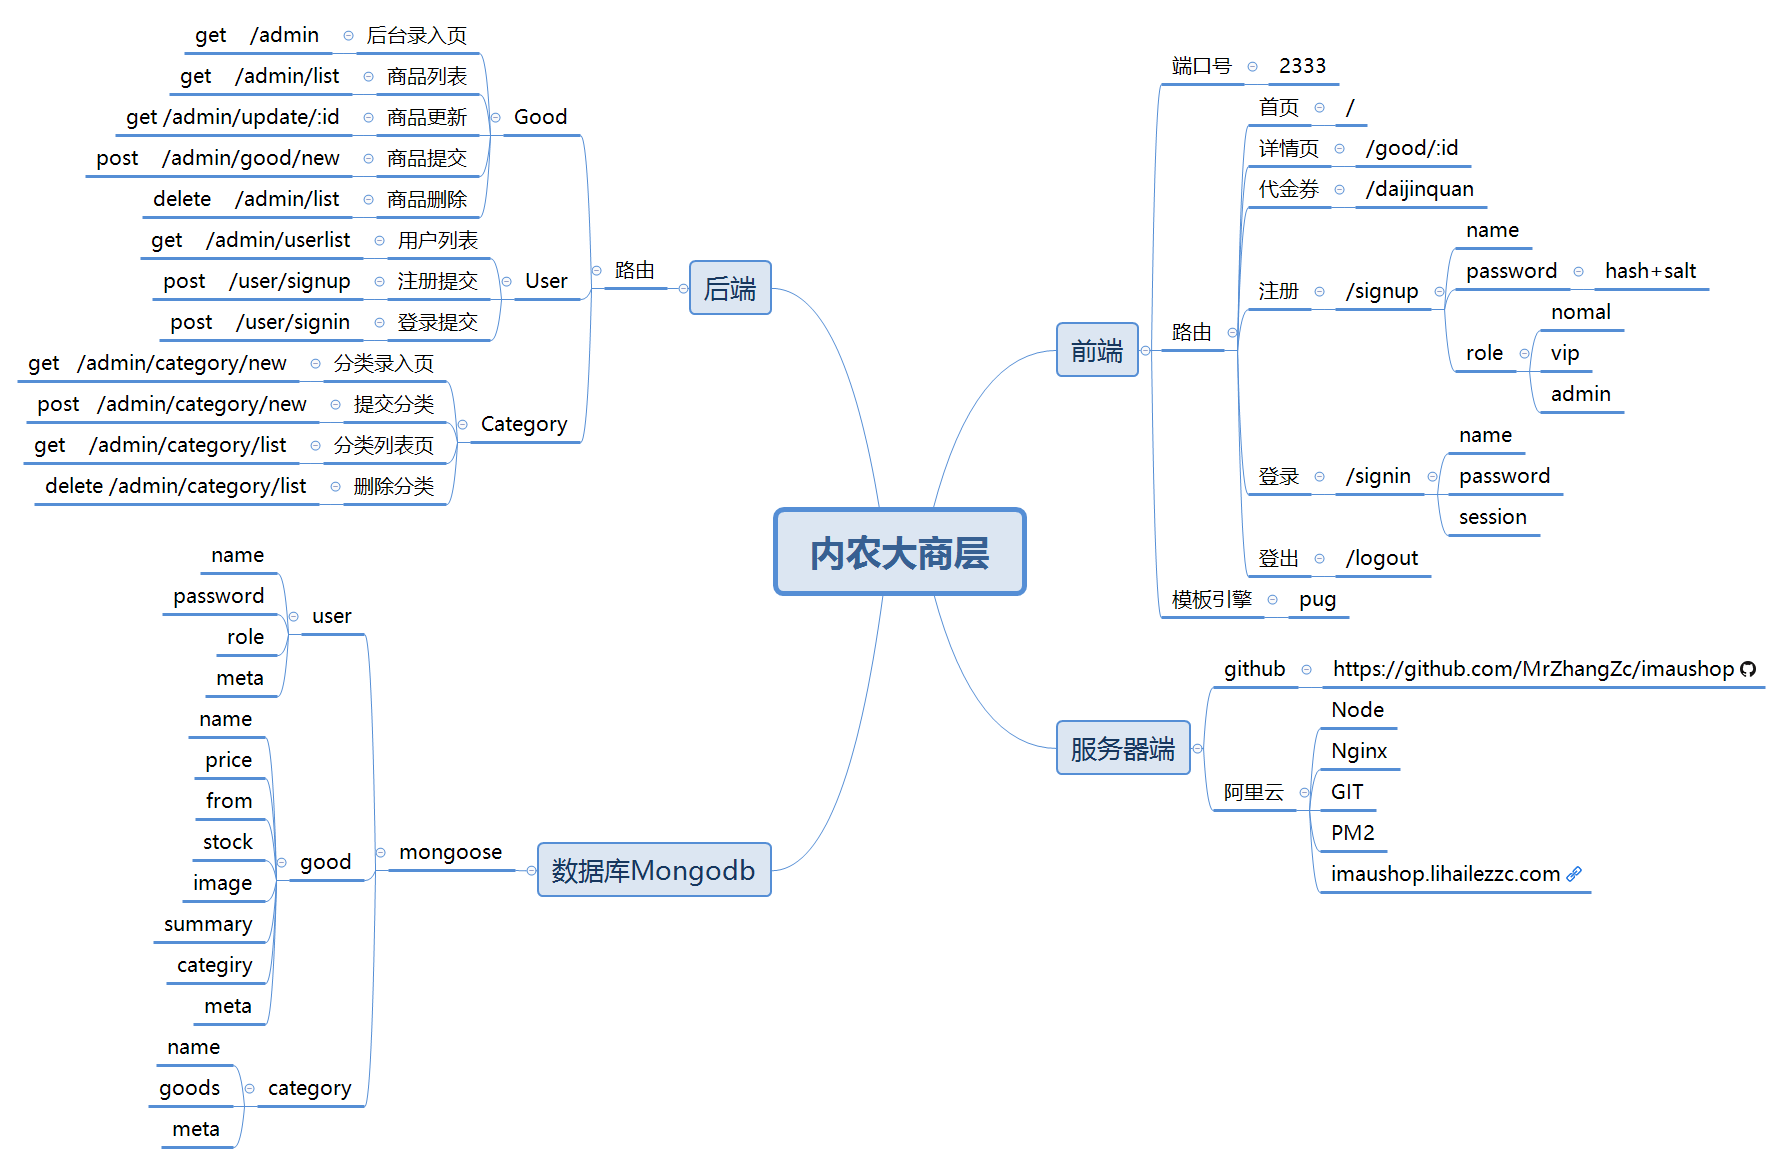 内农大商层
后端
路由
Good
后台录入页
get /admin
商品列表
get /admin/list
商品更新
get /admin/update/:id
商品提交
post /admin/good/new
商品删除
delete /admin/list
User
用户列表
get /admin/userlist
注册提交
post /user/signup
登录提交
post /user/signin
Category
分类录入页
get /admin/category/new
提交分类
post /admin/category/new
分类列表页
get /admin/category/list
删除分类
delete /admin/category/list
数据库Mongodb
mongoose
user
name
password
role
meta
good
name
price
from
stock
image
summary
categiry
meta
category
name
goods
meta
前端
端口号
2333
路由
首页
/
详情页
/good/:id
代金券
/daijinquan
注册
/signup
name
password
hash+salt
role
nomal
vip
admin
登录
/signin
name
password
session
登出
/logout
模板引擎
pug
服务器端
github
https://github.com/MrZhangZc/imaushop
阿里云
Node
Nginx
GIT
PM2
imaushop.lihailezzc.com